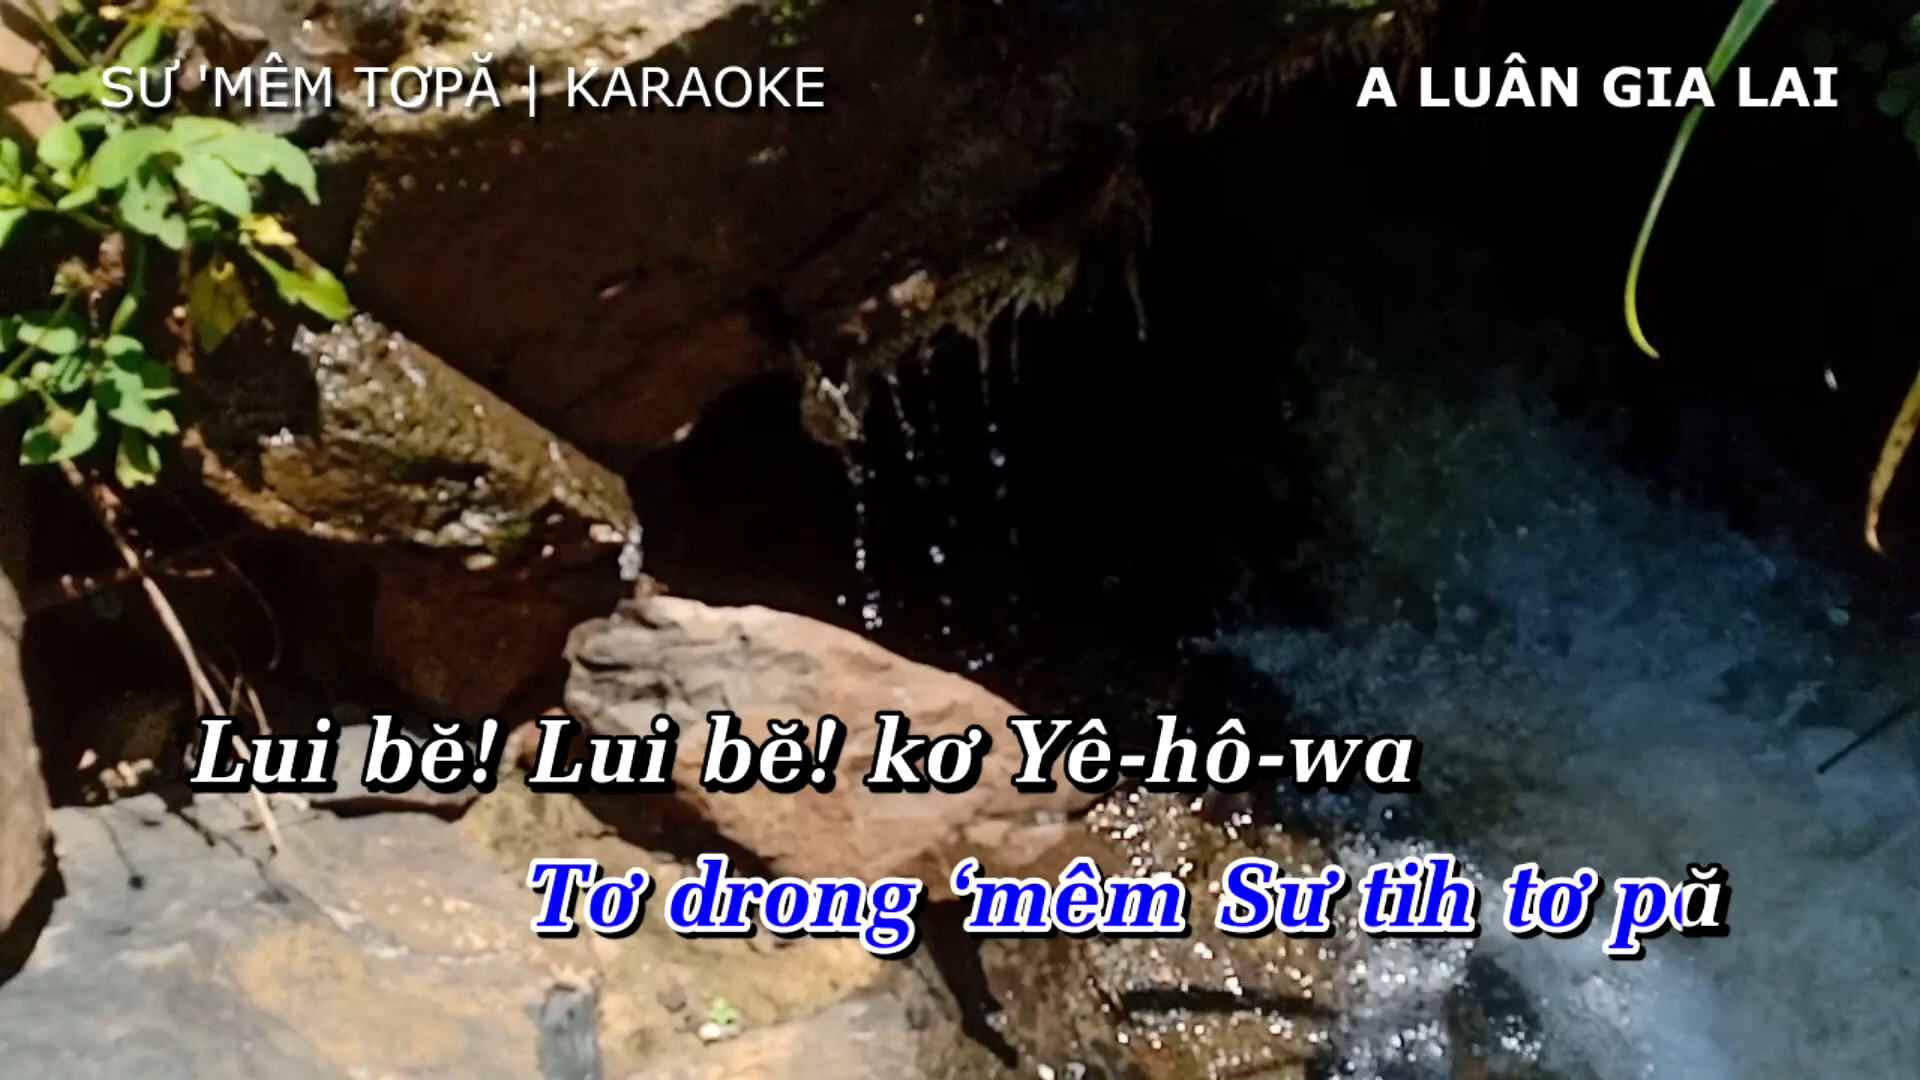 SƯ 'MÊM TƠPĂ | KARAOKE
A LUÂN GIA LAI
Lui bĕ! Lui bĕ! kơ Yê-hô-wa
Tơ drong ‘mêm Sư tih tơ pă